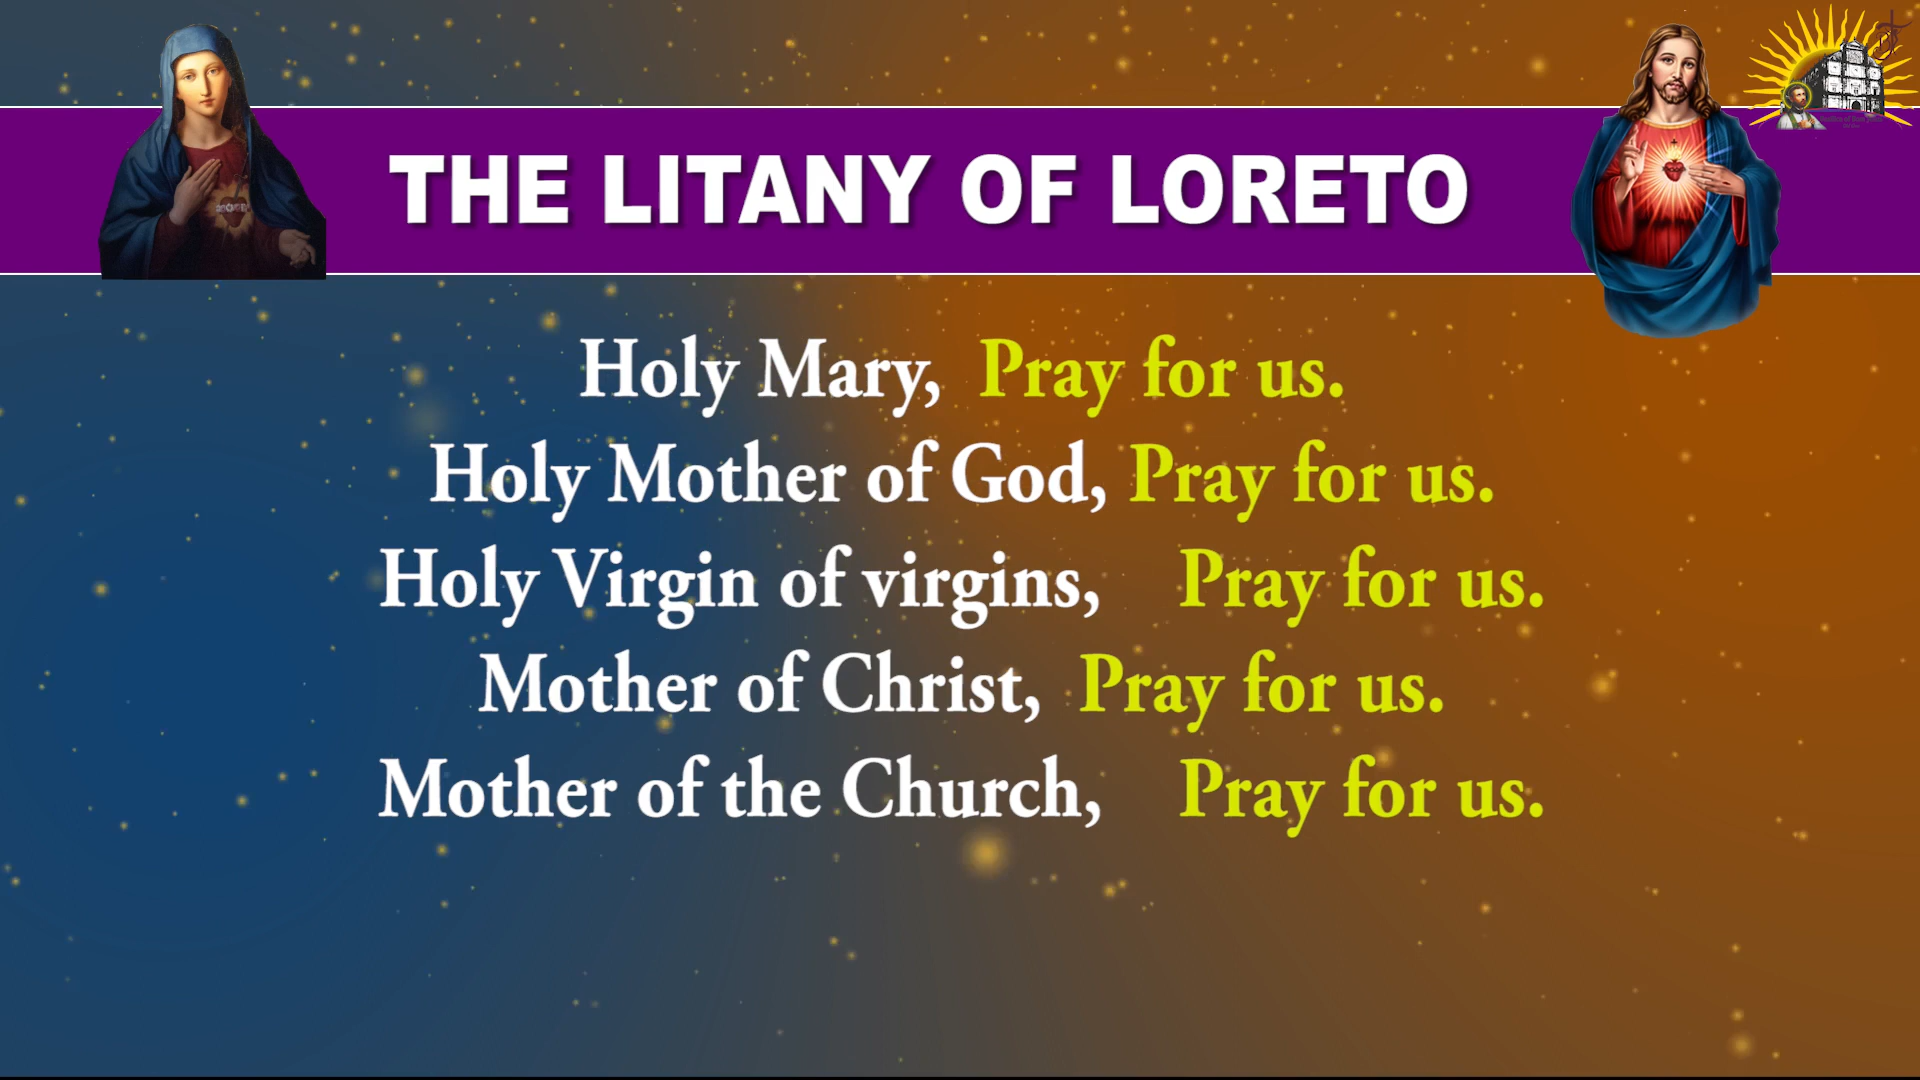 THE LITANY OF LORETO
Holy Mary, Pray for us.
Holy Mother of God, Pray for us.
Holy Virgin of virgins, Pray for us.
Mother of Christ, Pray for us.
Mother of the Church, Pray for us.